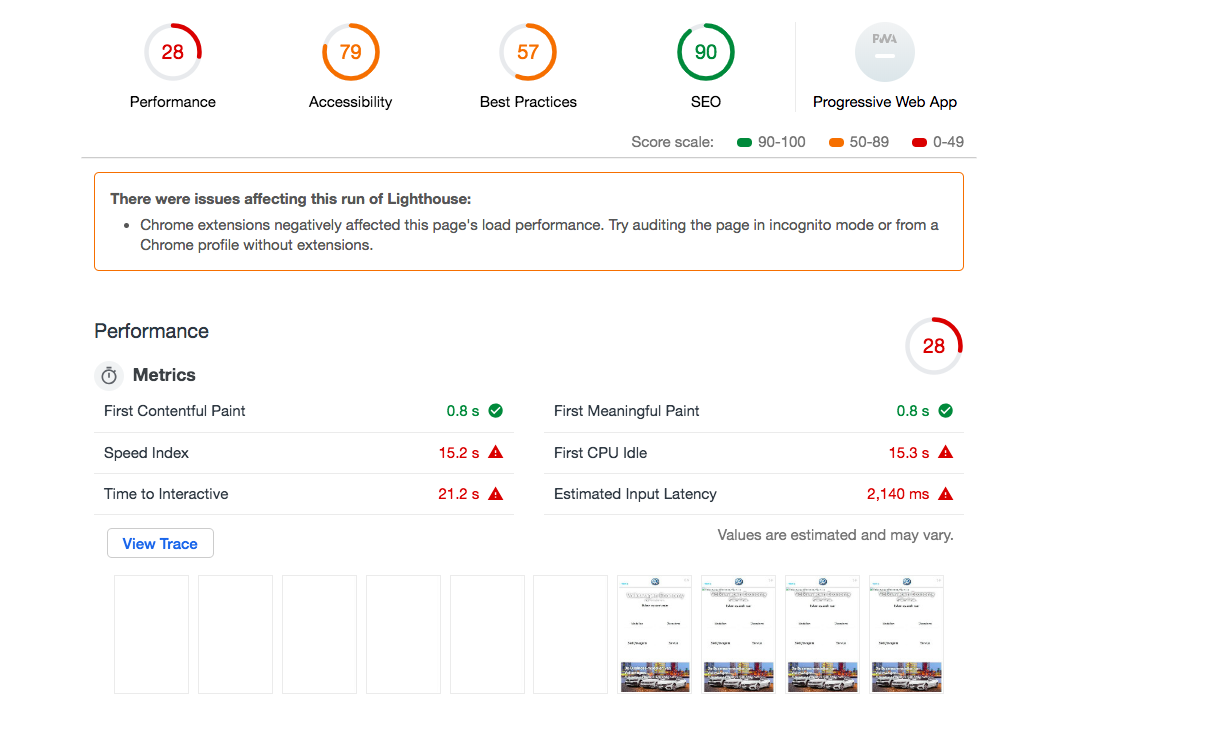 28
79
57
90
PWA
Performance
Accessibility
Best Practices
SEO
Progressive Web App
Score scale:
90-100
50-89
0-49
There were issues affecting this run of Lighthouse:
Chrome extensions negatively affected this page's load performance. Try auditing the page in incognito mode or from a
Chrome profile without extensions.
Performance
28
Metrics
First Contentful Paint
0.8 s
First Meaningful Paint
0.8 s
Speed Index
15.2 s
First CPU Idle
15.3 s
Time to Interactive
21.2 s
Estimated Input Latency
2,140 ms
View Trace
Values are estimated and may vary.